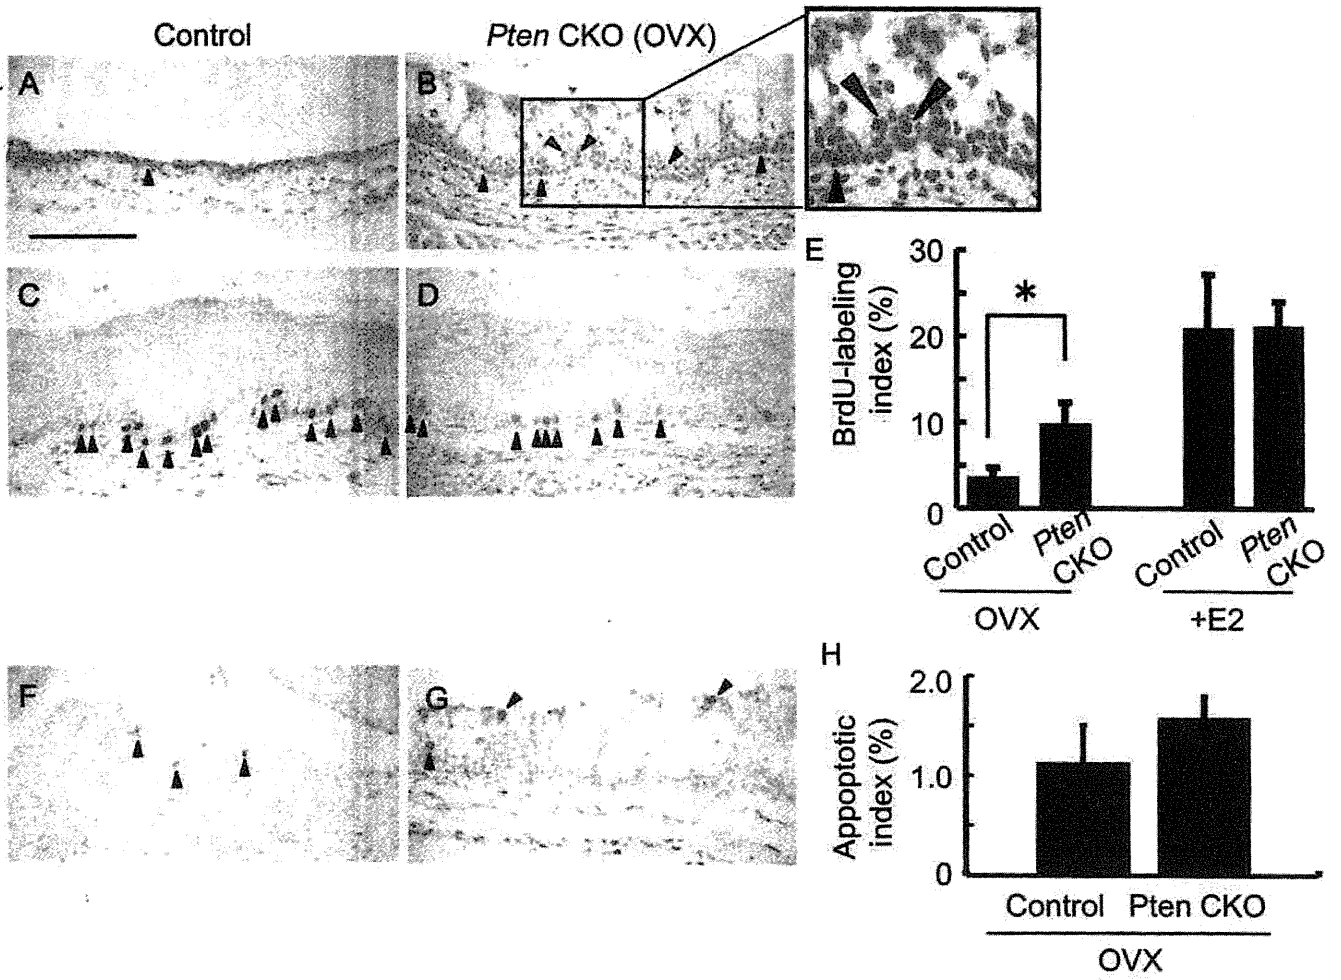 Control
Pten CKO (OVX)
A
B
C
D
E
BrdU-labeling
index (%)
30
20
10
0
*
Control
Pten
CKO
Control
Pten
CKO
OVX
+E2
F
G
H
Appoptotic
index (%)
2.0
1.0
0
Control
Pten CKO
OVX